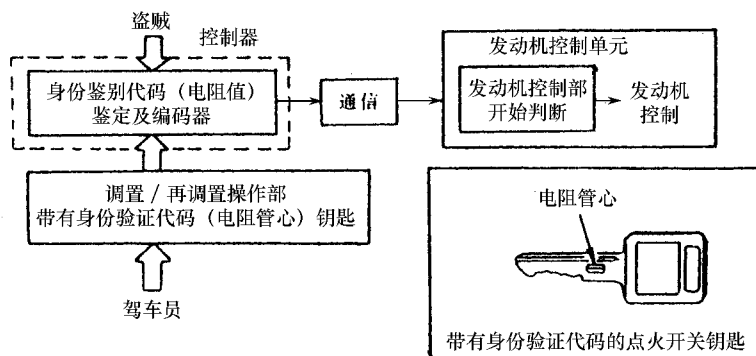 盗贼
控制器
身份鉴别代码（电阻值）
鉴定及编码器
通信
发动机控制单元
发动机控制部
开始判断
发动机
控制
调置/再调置操作部
带有身份验证代码（电阻管心）钥匙
驾车员
电阻管心
带有身份验证代码的点火开关钥匙